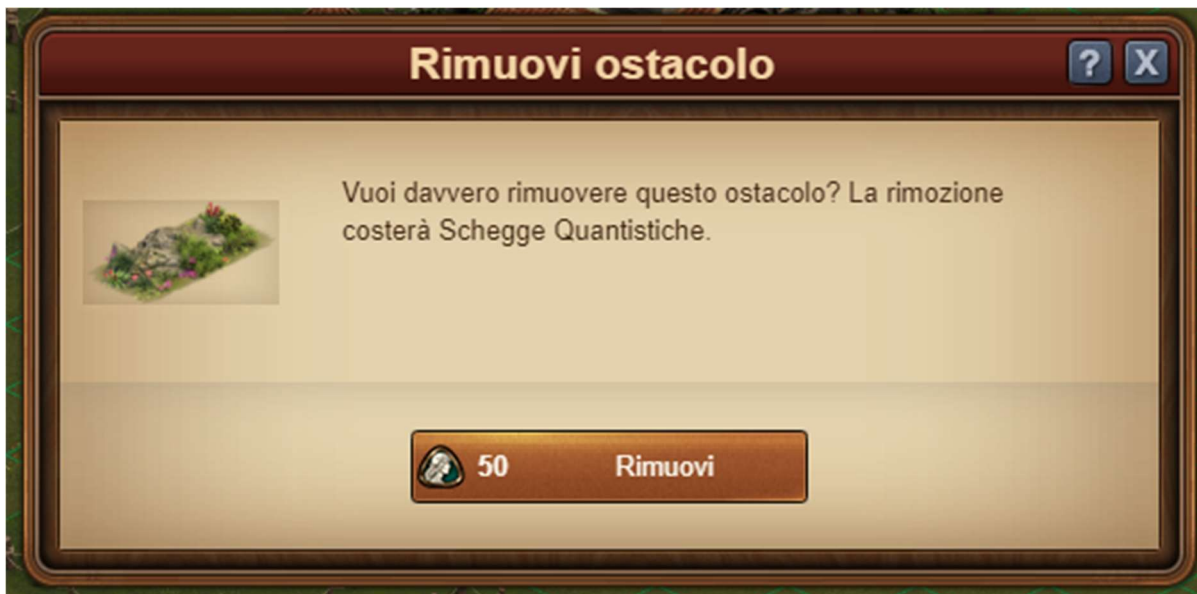 Rimuovi ostacolo
? X
Vuoi davvero rimuovere questo ostacolo? La rimozione
costerà Schegge Quantistiche.
50 Rimuovi